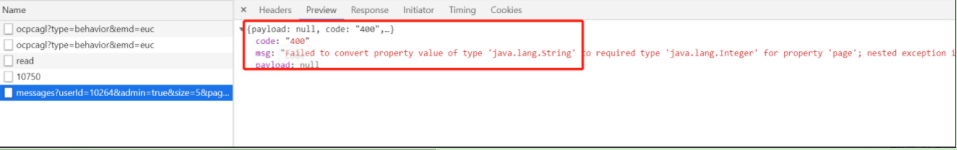 Name
× Headers Preview Response Initiator Timing Cookies
ocpcagl?type=behavior&emd=euc
ocpcagl?type=behavior&emd=euc
read
10750
messages?userId=10264&admin=true&size=5&pag...
▼{payload: null, code: "400",…}
code: "400"
msg: "Failed to convert property value of type 'java.lang.String' to required type 'java.lang.Integer' for property 'page'; nested exception i
payload: null